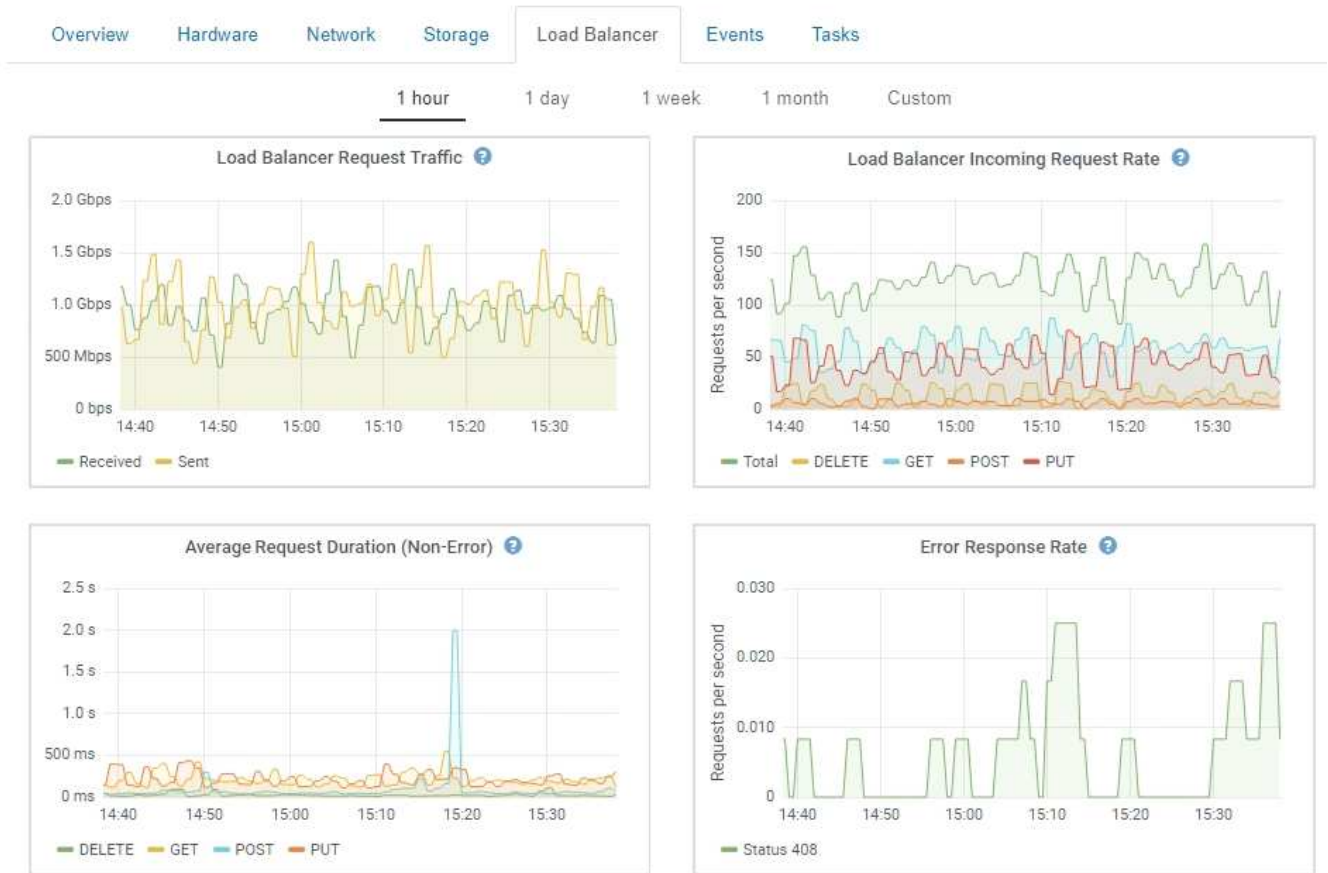 Overview Hardware Network Storage Load Balancer Events Tasks
1 hour 1 day 1 week 1 month Custom
Load Balancer Request Traffic ?
2.0 Gbps
1.5 Gbps
1.0 Gbps
500 Mbps
0 bps
14:40 14:50 15:00 15:10 15:20 15:30
Received Sent
Load Balancer Incoming Request Rate ?
Requests per second
200
150
100
50
0
14:40 14:50 15:00 15:10 15:20 15:30
Total DELETE GET POST PUT
Average Request Duration (Non-Error) ?
2.5 s
2.0 s
1.5 s
1.0 s
500 ms
0 ms
14:40 14:50 15:00 15:10 15:20 15:30
DELETE GET POST PUT
Error Response Rate ?
Requests per second
0.030
0.020
0.010
0
14:40 14:50 15:00 15:10 15:20 15:30
Status 408